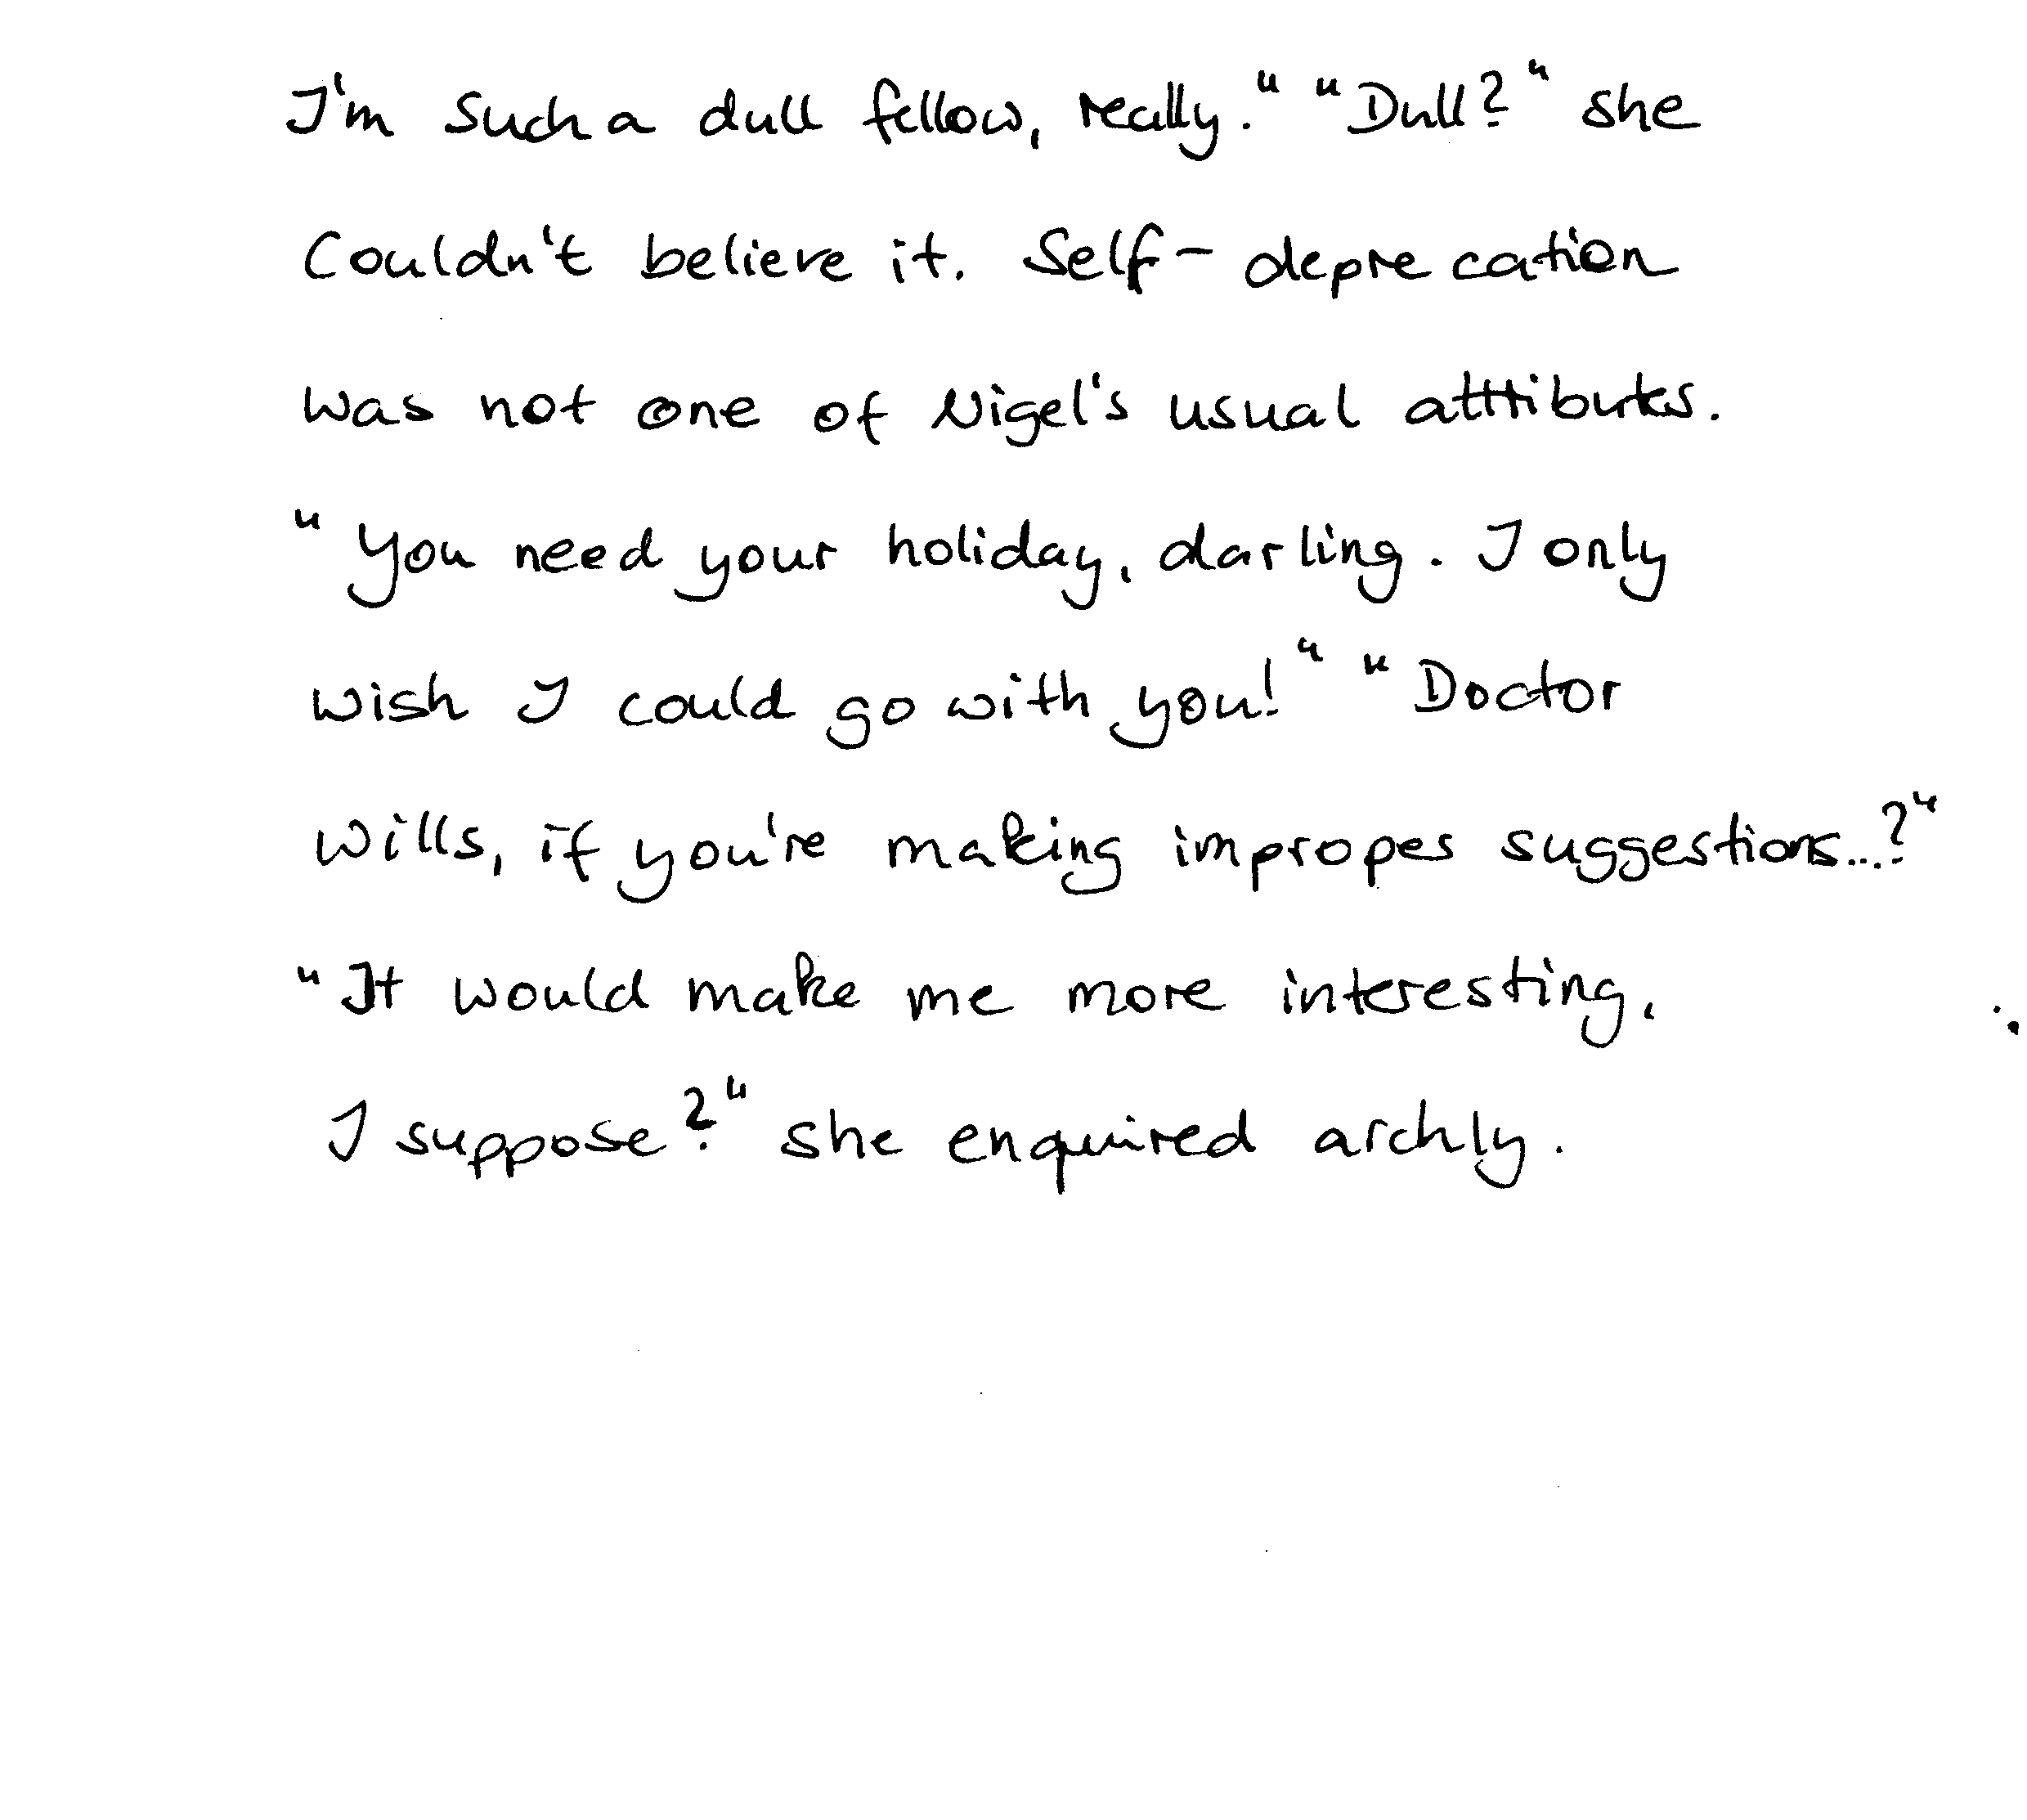 I'm such a dull fellow, really." "Dull?" she
couldn't believe it. Self-deprecation
was not one of Nigel's usual attributes.
"You need your holiday, darling. I only
wish I could go with you!" "Doctor
Wills, if you're making impropes suggestions...?"
"It would make me more interesting,
I suppose?" she enquired archly.